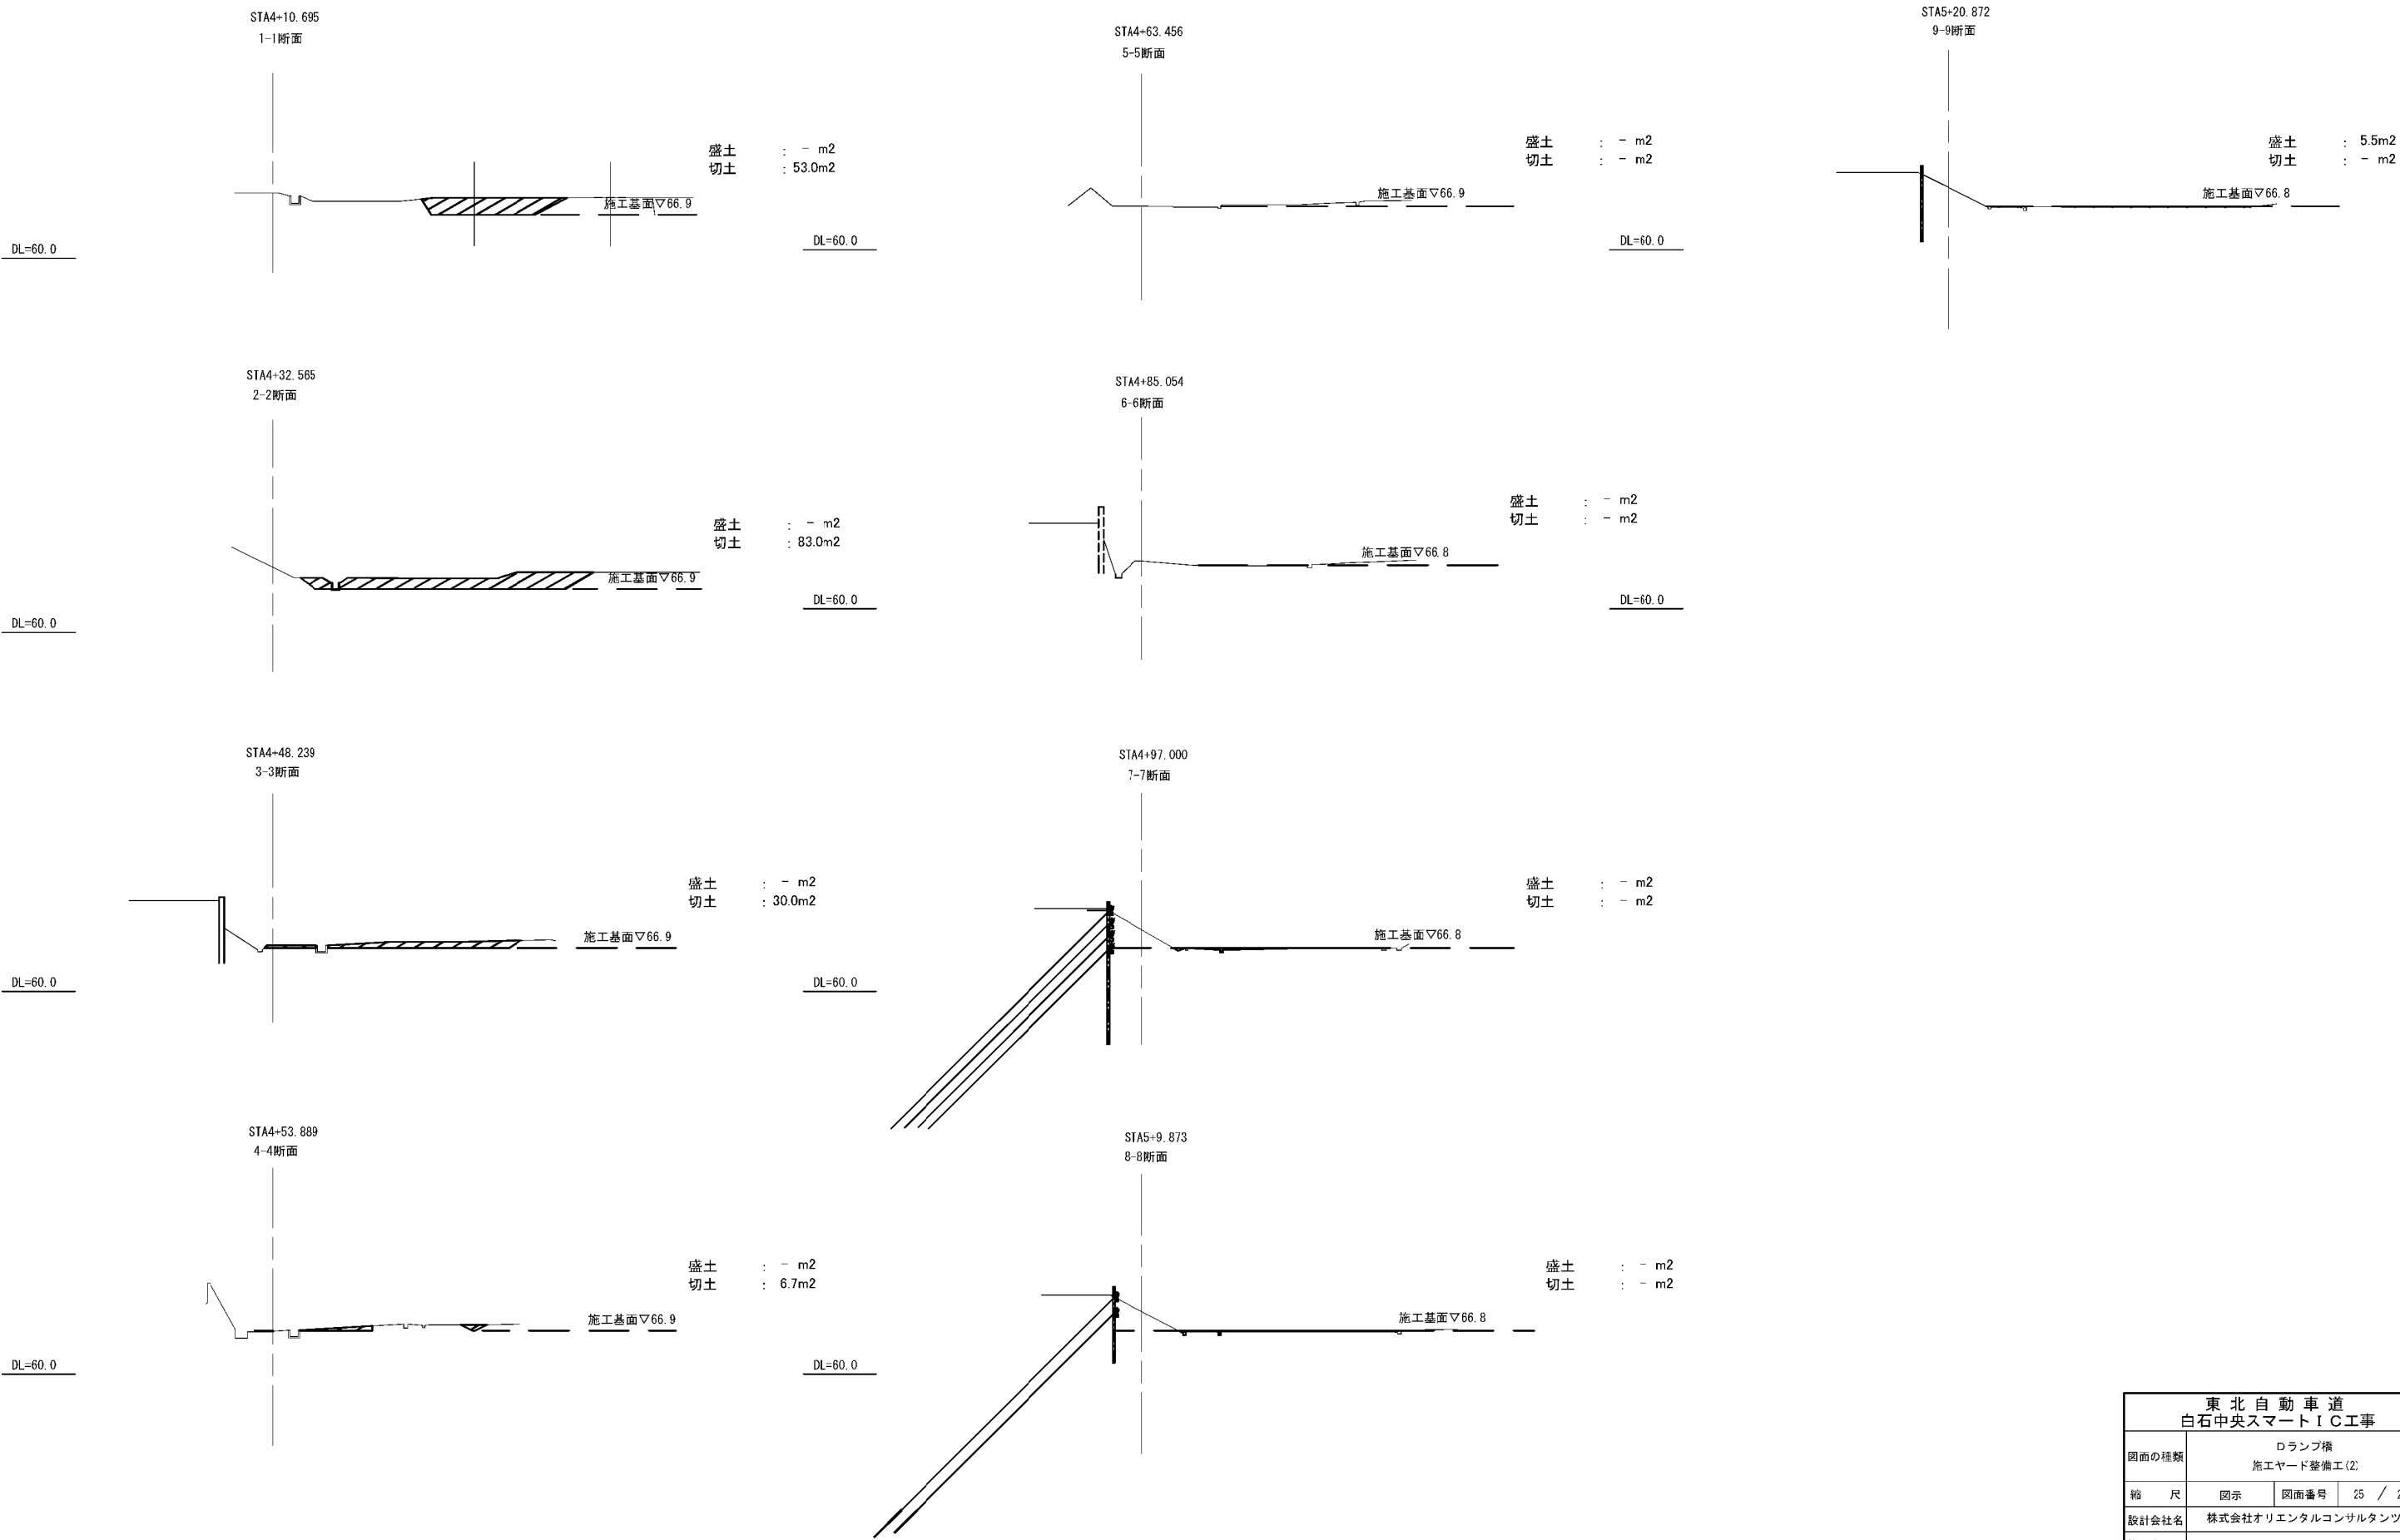 STA4+10.695
1-1断面
盛土 : - m2
切土 : 53.0m2
施工基面▽66.9
DL=60.0
STA4+32.565
2-2断面
盛土 : - m2
切土 : 83.0m2
施工基面▽66.9
DL=60.0
STA4+48.239
3-3断面
盛土 : - m2
切土 : 30.0m2
施工基面▽66.9
DL=60.0
STA4+53.889
4-4断面
盛土 : - m2
切土 : 6.7m2
施工基面▽66.9
DL=60.0
STA4+63.456
5-5断面
盛土 : - m2
切土 : - m2
施工基面▽66.9
DL=60.0
STA4+85.054
6-6断面
盛土 : - m2
切土 : - m2
施工基面▽66.8
DL=60.0
STA4+97.000
7-7断面
盛土 : - m2
切土 : - m2
施工基面▽66.8
DL=60.0
STA5+9.873
8-8断面
盛土 : - m2
切土 : - m2
施工基面▽66.8
DL=60.0
STA5+20.872
9-9断面
盛土 : 5.5m2
切土 : - m2
施工基面▽66.8
DL=60.0
DL=60.0
東北自動車道
白石中央スマートIC工事
図面の種類
Dランプ橋
施工ヤード整備工(2)
縮 尺 図示 図面番号 25 /
設計会社名 株式会社オリエンタルコンサルタンツ